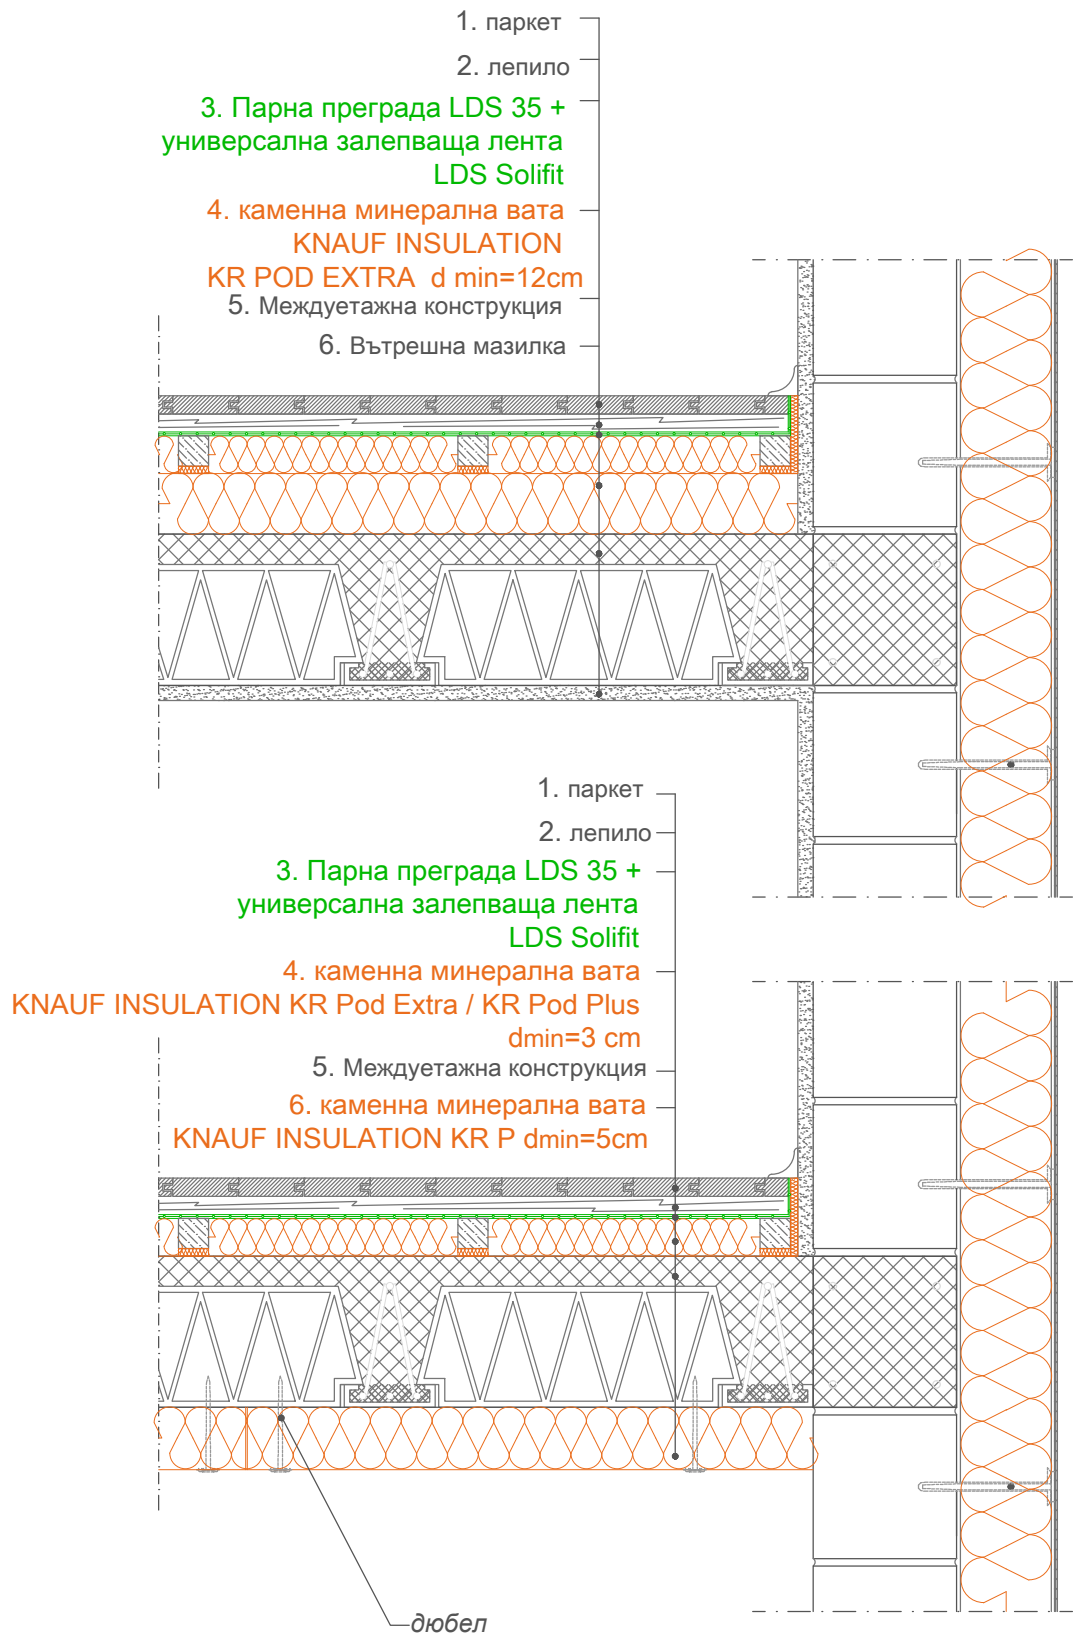 1. паркет
2. лепило
3. Парна преграда LDS 35 +
универсална залепваща лента
LDS Solifit
4. каменна минерална вата
KNAUF INSULATION
KR POD EXTRA d min=12cm
5. Междуетажна конструкция
6. Вътрешна мазилка
1. паркет
2. лепило
3. Парна преграда LDS 35 +
универсална залепваща лента
LDS Solifit
4. каменна минерална вата
KNAUF INSULATION KR Pod Extra / KR Pod Plus
dmin=3 cm
5. Междуетажна конструкция
6. каменна минерална вата
KNAUF INSULATION KR P dmin=5cm
дюбел